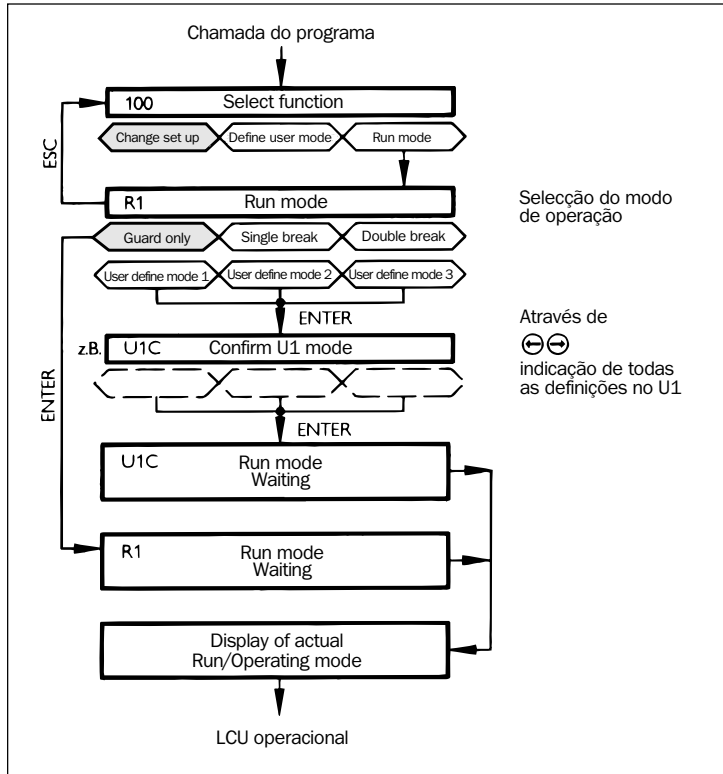 Chamada do programa
100 Select function
Change set up Define user mode Run mode
ESC
R1 Run mode
Selecção do modo
de operação
Guard only Single break Double break
User define mode 1 User define mode 2 User define mode 3
ENTER
z.B. U1C Confirm U1 mode
Através de
indicação de todas
as definições no U1
ENTER
ENTER
U1C Run mode
Waiting
R1 Run mode
Waiting
Display of actual
Run/Operating mode
LCU operacional